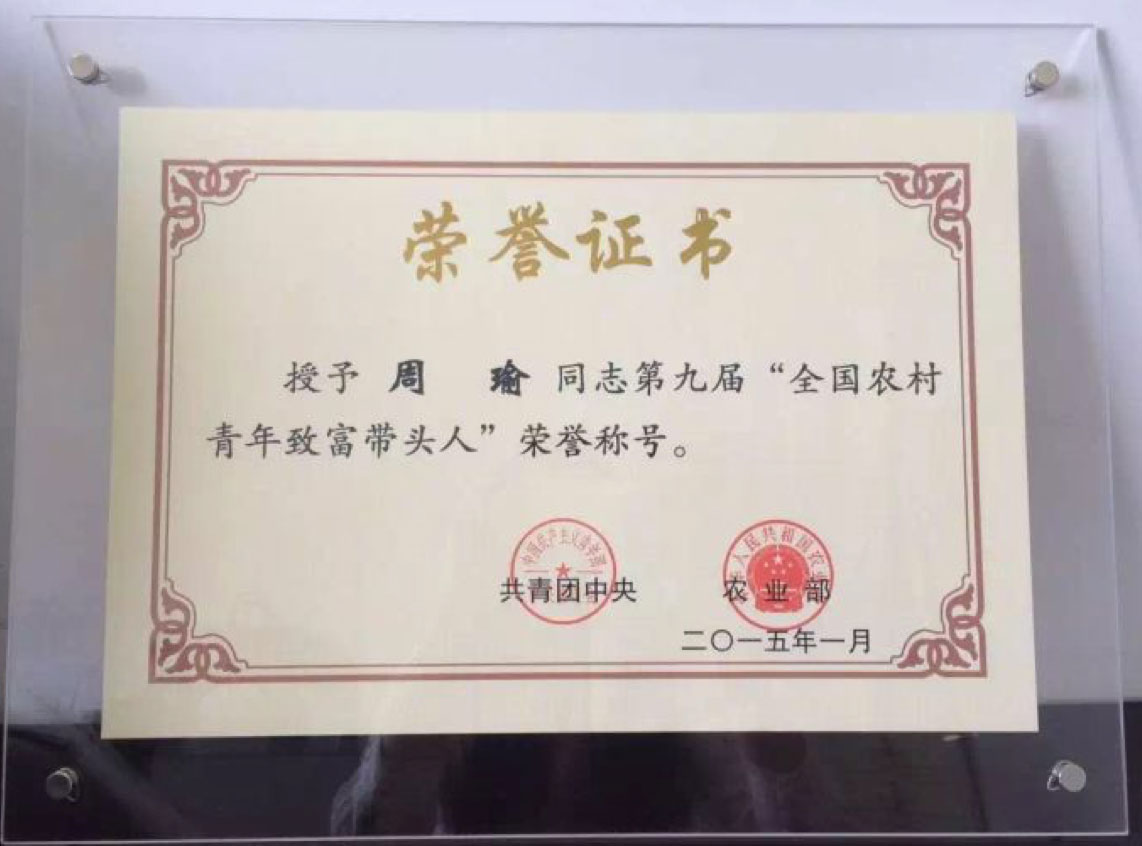 荣誉证书
授予 周 瑜 同志第九届“全国农村
青年致富带头人”荣誉称号。
共青团中央 农业部
二〇一五年一月